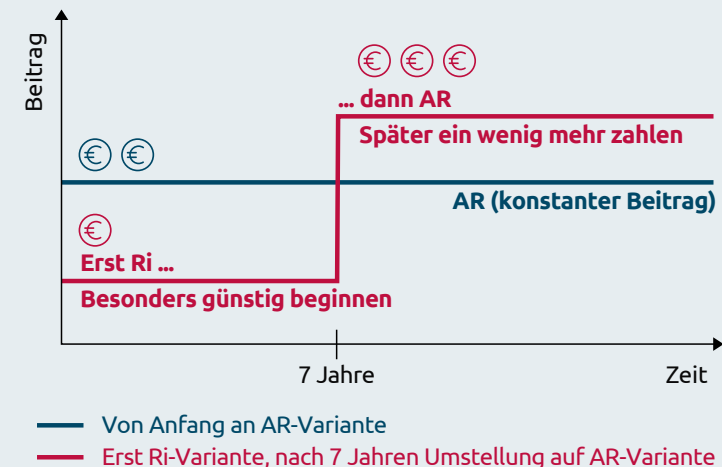 Beitrag
€ € €
... dann AR
Später ein wenig mehr zahlen
€ €
AR (konstanter Beitrag)
€
Erst Ri ...
Besonders günstig beginnen
7 Jahre
Zeit
Von Anfang an AR-Variante
Erst Ri-Variante, nach 7 Jahren Umstellung auf AR-Variante